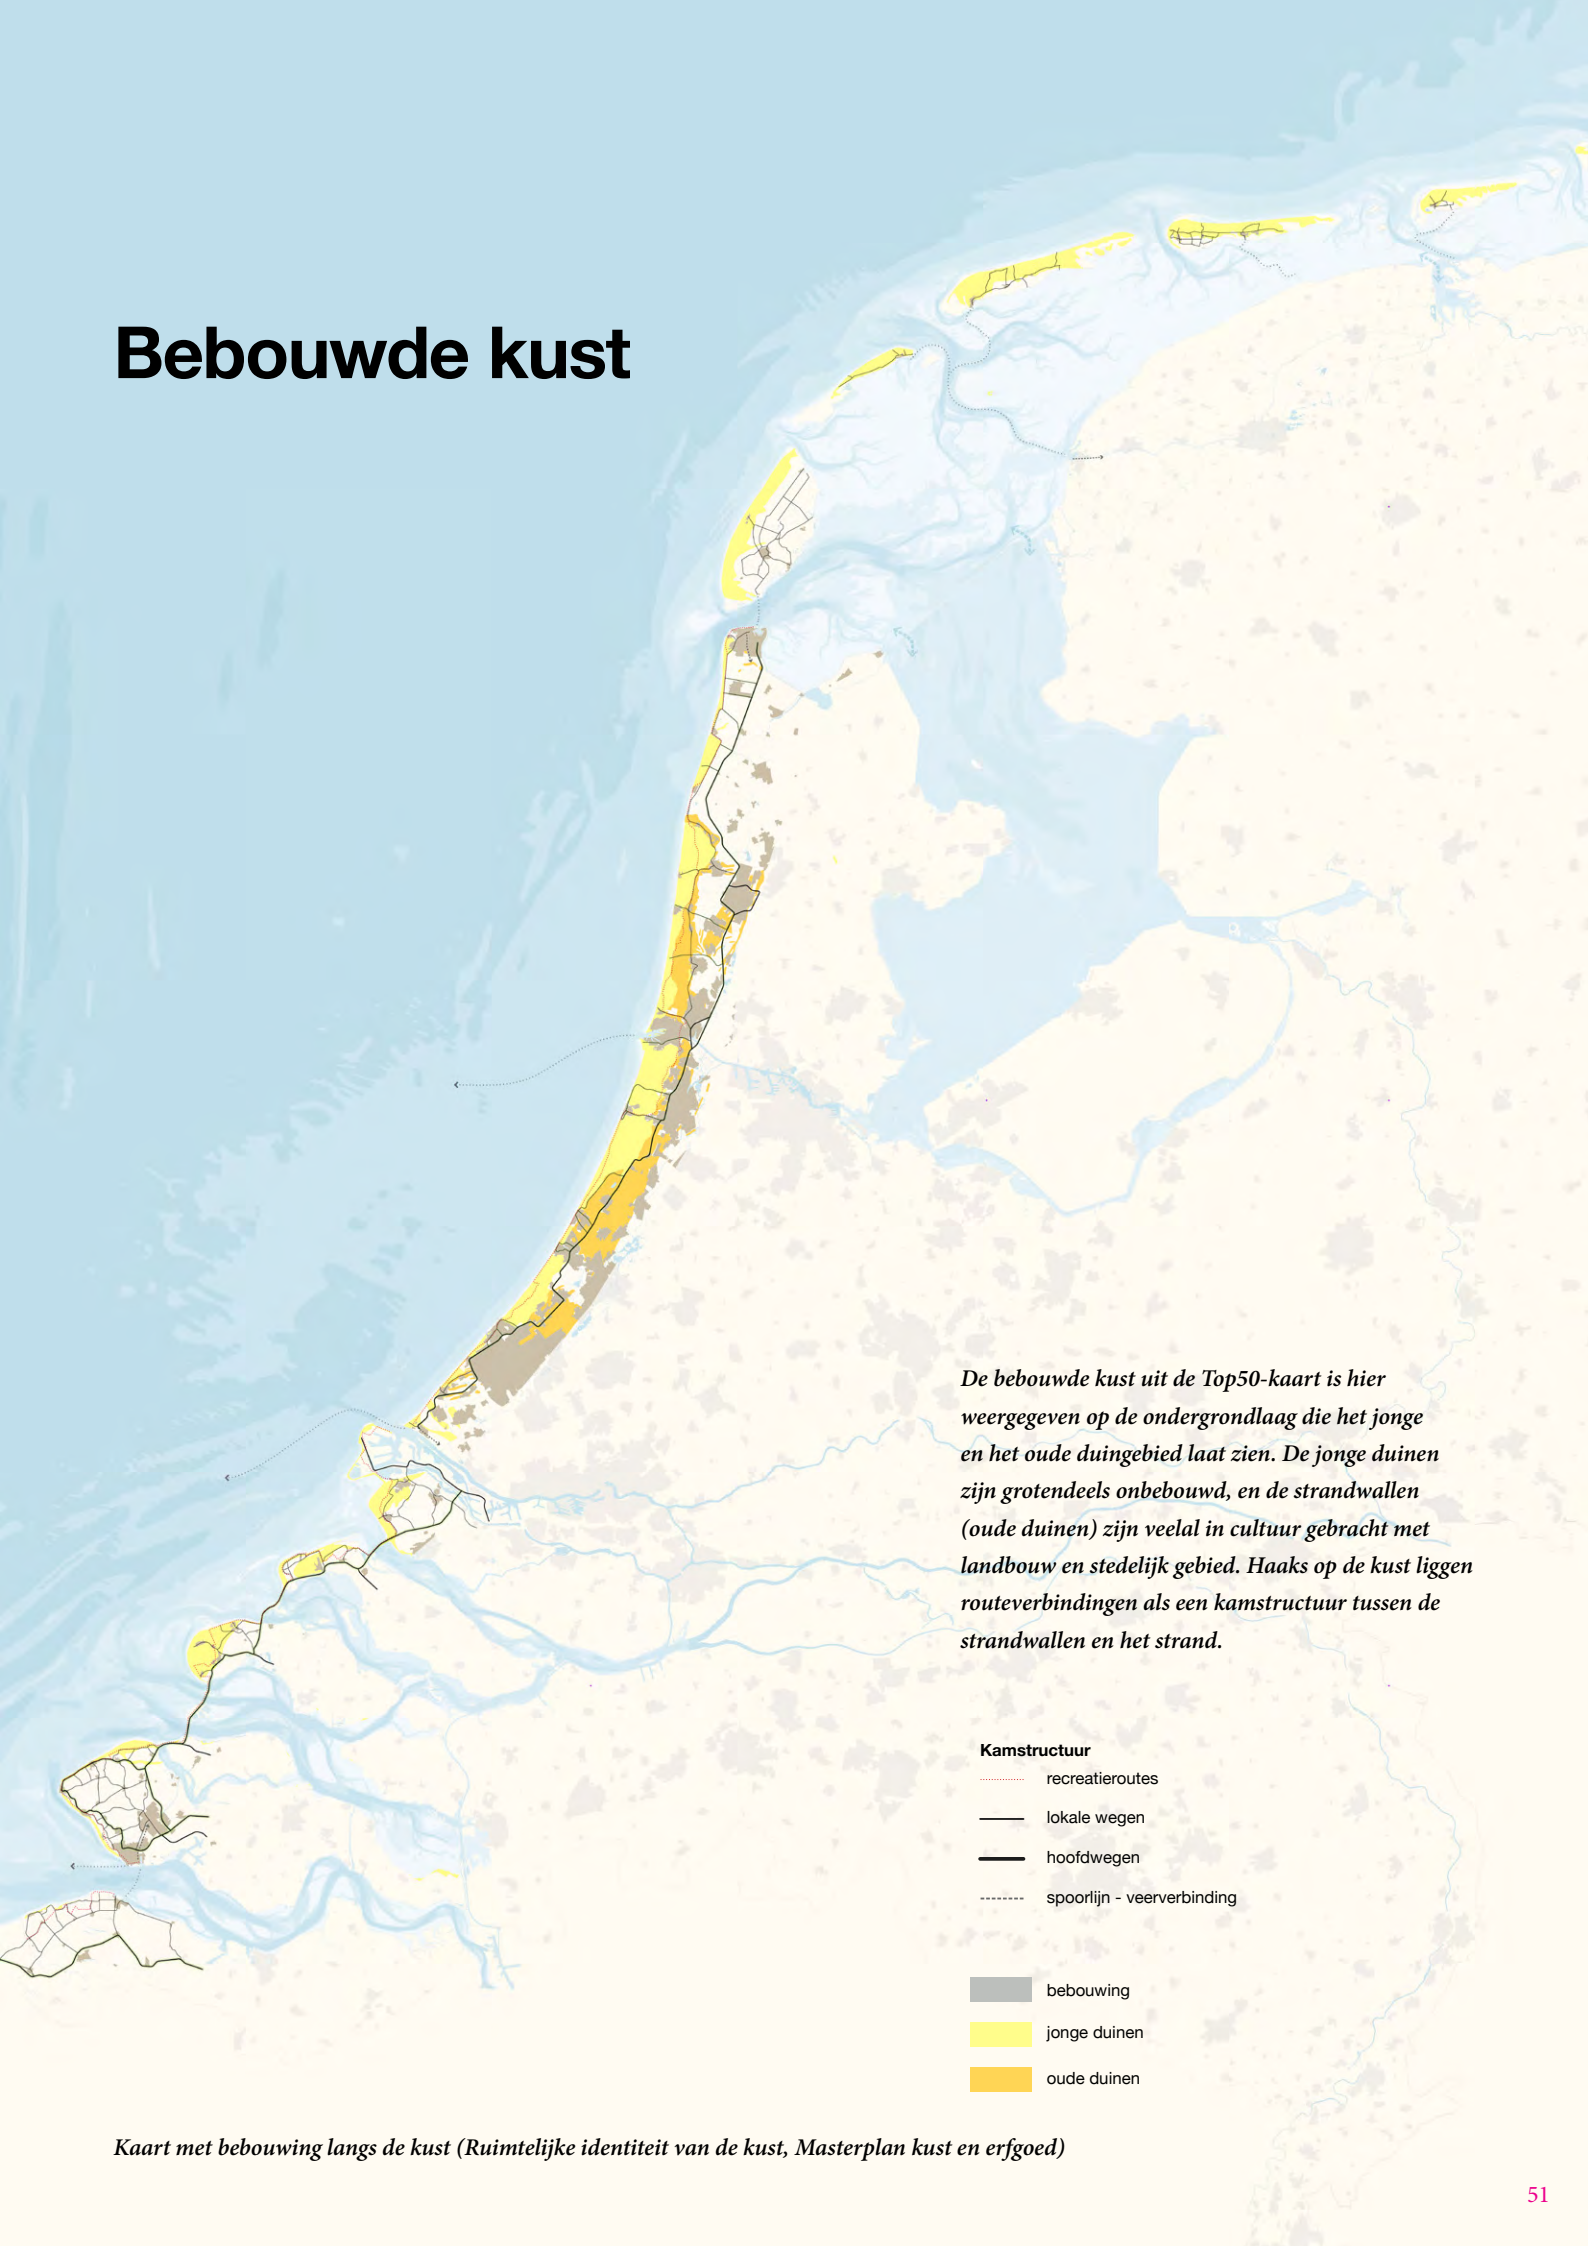 Bebouwde kust
De bebouwde kust uit de Top50-kaart is hier
weergegeven op de ondergrondlaag die het jonge
en het oude duingebied laat zien. De jonge duinen
zijn grotendeels onbebouwd, en de strandwallen
(oude duinen) zijn veelal in cultuur gebracht met
landbouw en stedelijk gebied. Haaks op de kust liggen
routeverbindingen als een kamstructuur tussen de
strandwallen en het strand.
Kamstructuur
recreatieroutes
lokale wegen
hoofdwegen
spoorlijn - veerverbinding
bebouwing
jonge duinen
oude duinen
Kaart met bebouwing langs de kust (Ruimtelijke identiteit van de kust, Masterplan kust en erfgoed)
51